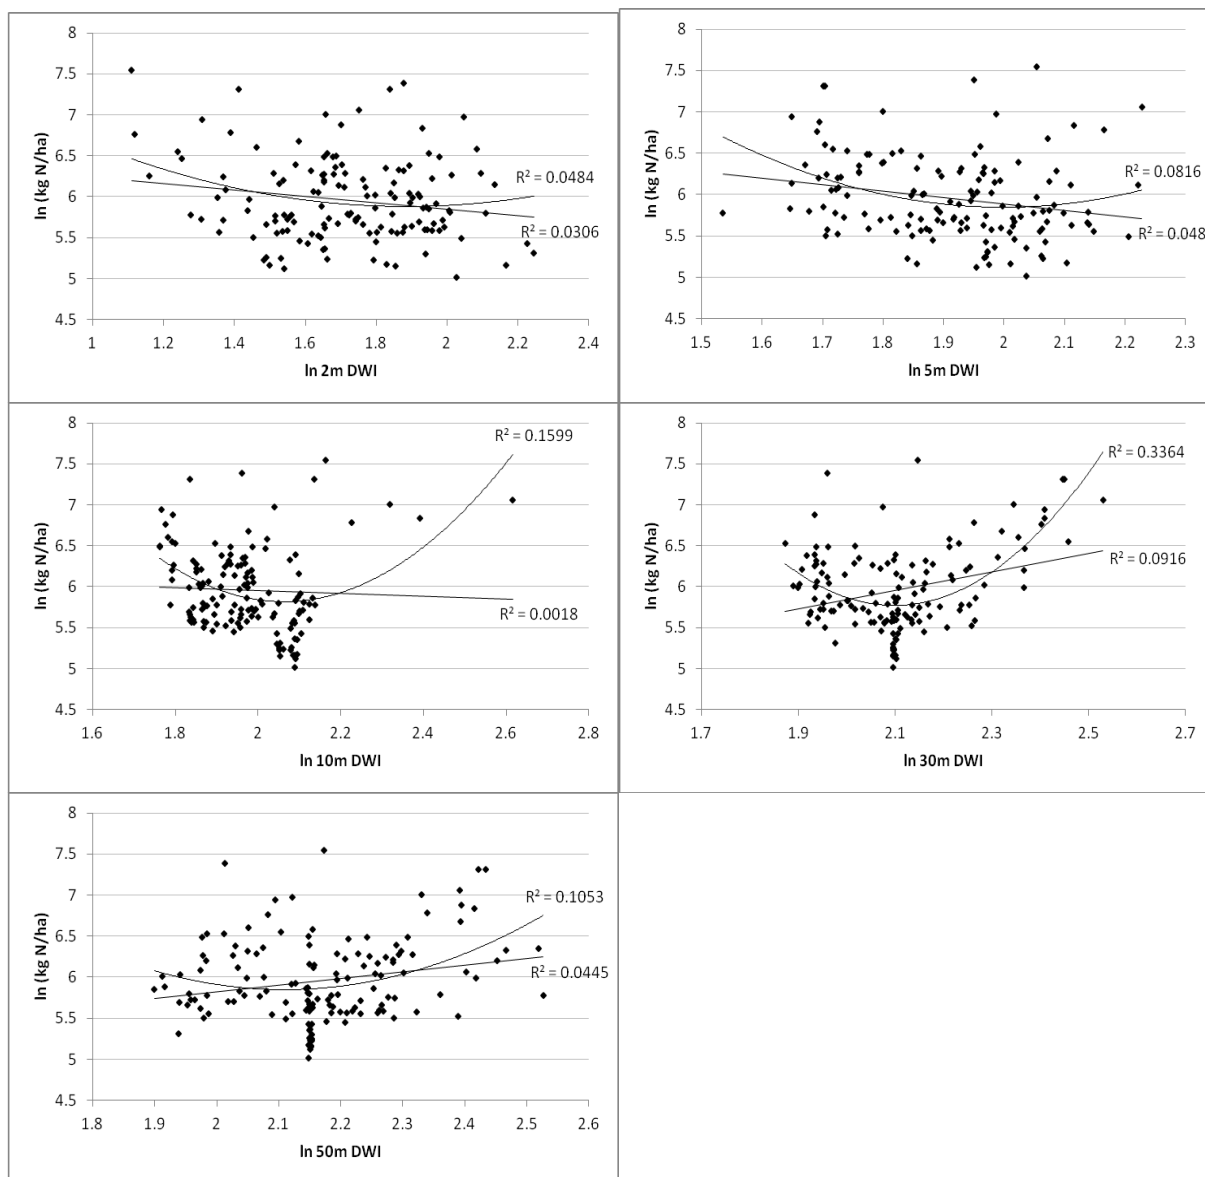 8
7.5
7
6.5
6
5.5
5
4.5
ln (kg N/ha)
R² = 0.0484
R² = 0.0306
1 1.2 1.4 1.6 1.8 2 2.2 2.4
ln 2m DWI
8
7.5
7
6.5
6
5.5
5
4.5
ln (kg N/ha)
R² = 0.0816
R² = 0.048
1.5 1.6 1.7 1.8 1.9 2 2.1 2.2 2.3
ln 5m DWI
8
7.5
7
6.5
6
5.5
5
4.5
ln (kg N/ha)
R² = 0.1599
R² = 0.0018
1.6 1.8 2 2.2 2.4 2.6 2.8
ln 10m DWI
8
7.5
7
6.5
6
5.5
5
4.5
ln (kg N/ha)
R² = 0.3364
R² = 0.0916
1.7 1.9 2.1 2.3 2.5 2.7
ln 30m DWI
8
7.5
7
6.5
6
5.5
5
4.5
ln (kg N/ha)
R² = 0.1053
R² = 0.0445
1.8 1.9 2 2.1 2.2 2.3 2.4 2.5 2.6
ln 50m DWI